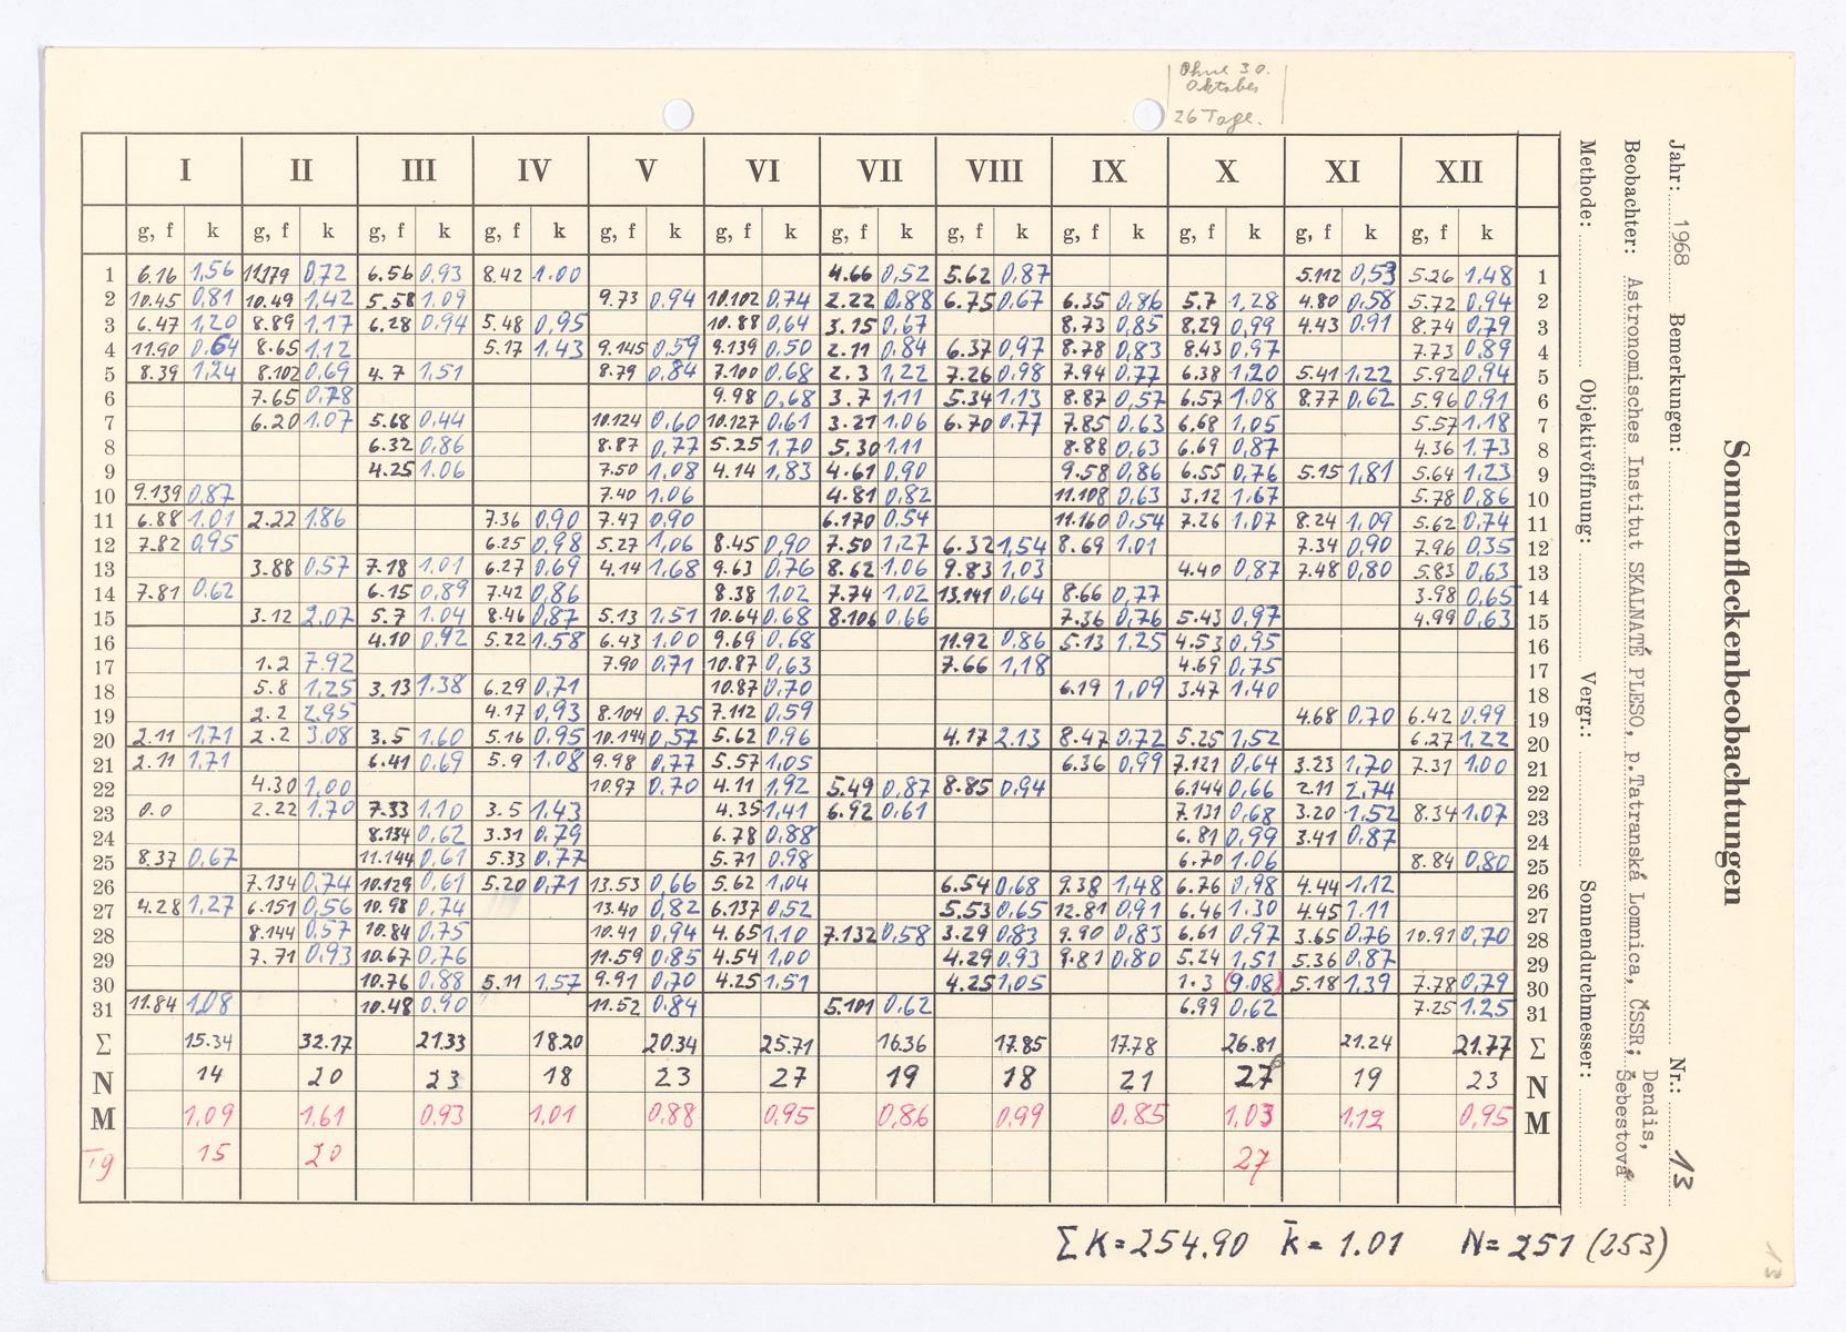 Ohne 30.
Oktober
26 Tage.
I II III IV V VI VII VIII IX X XI XII
g, f k g, f k g, f k g, f k g, f k g, f k g, f k g, f k g, f k g, f k g, f k g, f k
1 6.16 1,56 11.179 0,72 6.56 0,93 8.42 1.00 4.66 0,52 5.62 0,87 5.112 0,53 5.26 1,48 1
2 10.45 0,81 10.49 1,42 5.58 1.09 9.73 0,94 10.102 0,74 2.22 0,88 6.75 0,67 6.35 0,86 5.7 1,28 4.80 0,58 5.72 0,94 2
3 6.47 1,20 8.89 1,17 6.28 0,94 5.48 0,95 10.88 0,64 3.15 0,67 8.73 0,85 8.29 0,99 4.43 0.91 8.74 0,79 3
4 11.90 0,64 8.65 1,12 5.17 1,43 9.145 0,59 9.139 0,50 2.11 0,84 6.37 0,97 8.78 0,83 8.43 0,97 7.73 0,89 4
5 8.39 1,24 8.102 0,69 4.7 1,51 8.79 0,84 7.100 0,68 2.3 1,22 7.26 0,98 7.94 0,77 6.38 1,20 5.41 1,22 5.92 0,94 5
6 7.65 0,78 9.98 0,68 3.7 1,11 5.34 1,13 8.87 0,57 6.57 1,08 8.77 0,62 5.96 0,91 6
7 6.20 1,07 5.68 0,44 10.124 0,60 10.127 0,61 3.21 1,06 6.70 0,77 7.85 0,63 6.68 1,05 5.57 1,18 7
8 6.32 0,86 8.87 0,77 5.25 1,70 5.30 1,11 8.88 0,63 6.69 0,87 4.36 1.73 8
9 4.25 1.06 7.50 1,08 4.14 1,83 4.61 0,90 9.58 0,86 6.55 0,76 5.15 1,81 5.64 1,23 9
10 9.139 0,87 7.40 1.06 4.81 0,82 11.108 0,63 3.12 1,67 5.78 0,86 10
11 6.88 1.01 2.22 1.86 7.36 0,90 7.47 0,90 6.170 0,54 11.160 0,54 7.26 1,07 8.24 1,09 5.62 0,74 11
12 7.82 0,95 6.25 0,98 5.27 1,06 8.45 0,90 7.50 1,27 6.32 1,54 8.69 1,01 7.34 0,90 7.96 0,35 12
13 3.88 0,57 7.18 1.01 6.27 0,69 4.14 1,68 9.63 0,76 8.62 1.06 9.83 1,03 4.40 0,87 7.48 0,80 5.83 0,63 13
14 7.81 0,62 6.15 0,89 7.42 0,86 8.38 1.02 7.74 1,02 13.141 0,64 8.66 0,77 3.98 0,65 14
15 3.12 2,07 5.7 1.04 8.46 0,87 5.13 1,51 10.64 0.68 8.106 0,66 7.36 0,76 5.43 0,97 4.99 0,63 15
16 4.10 0,92 5.22 1.58 6.43 1.00 9.69 0,68 11.92 0,86 5.13 1,25 4.53 0,95 16
17 1.2 7.92 7.90 0,71 10.87 0,63 7.66 1,18 4.69 0,75 17
18 5.8 1,25 3.13 1.38 6.29 0,71 10.87 0,70 6.19 1,09 3.47 1,40 18
19 2.2 2,95 4.17 0,93 8.104 0.75 7.112 0,59 4.68 0,70 6.42 0,99 19
20 2.11 1,71 2.2 3.08 3.5 1,60 5.16 0,95 10.144 0,57 5.62 0,96 4.17 2.13 8.47 0,72 5.25 1,52 6.27 1,22 20
21 2.11 1,71 6.41 0,69 5.9 1,08 9.98 0,77 5.57 1,05 6.36 0,99 7.121 0,64 3.23 1,70 7.31 1.00 21
22 4.30 1,00 10.97 0,70 4.11 1,92 5.49 0,87 8.85 0,94 6.144 0,66 2.11 2,74 22
23 0.0 2.22 1,70 7.33 1,10 3.5 1,43 4.35 1,41 6.92 0,61 7.131 0,68 3.20 1,52 8.34 1,07 23
24 8.134 0,62 3.31 0,79 6.78 0,88 6.81 0,99 3.41 0,87 24
25 8.37 0,67 11.144 0,61 5.33 0,77 5.71 0,98 6.70 1.06 8.84 0,80 25
26 7.134 0,74 10.129 0,61 5.20 0,71 13.53 0,66 5.62 1,04 6.54 0,68 9.38 1,48 6.76 0,98 4.44 1,12 26
27 4.28 1,27 6.151 0,56 10.98 0,74 13.40 0,82 6.137 0,52 5.53 0,65 12.81 0,91 6.46 1.30 4.45 1.11 27
28 8.144 0,57 10.84 0,75 10.41 0,94 4.65 1,10 7.132 0,58 3.29 0,83 9.90 0,83 6.61 0,97 3.65 0,76 10.91 0,70 28
29 7.71 0,93 10.67 0,76 11.59 0,85 4.54 1,00 4.29 0,93 9.81 0,80 5.24 1,51 5.36 0,87 29
30 10.76 0,88 5.11 1,57 9.91 0,70 4.25 1,51 4.25 1,05 1.3 (9.08) 5.18 1,39 7.78 0,79 30
31 11.84 1,08 10.48 0,90 11.52 0,84 5.101 0,62 6.99 0,62 7.25 1.25 31
Σ 15.34 32.17 21.33 18.20 20.34 25.71 16.36 17.85 17.78 26.81 21.24 21.77 Σ
N 14 20 23 18 23 27 19 18 21 27 6 19 23 N
M 1,09 1,61 0,93 1,01 0,88 0,95 0,86 0,99 0,85 1,03 1,12 0,95 M
Tg 15 20 27
ΣK=254.90 k̄=1.01 N=251 (253)
Sonnenfleckenbeobachtungen
Jahr: 1968 Bemerkungen: Nr.: 13
Beobachter: Astronomisches Institut SKALNATÉ PLESO, p.Tatranská Lomnica, ČSSR; Dendis,
Šebestová
Methode: Objektivöffnung: Vergr.: Sonnendurchmesser:
13